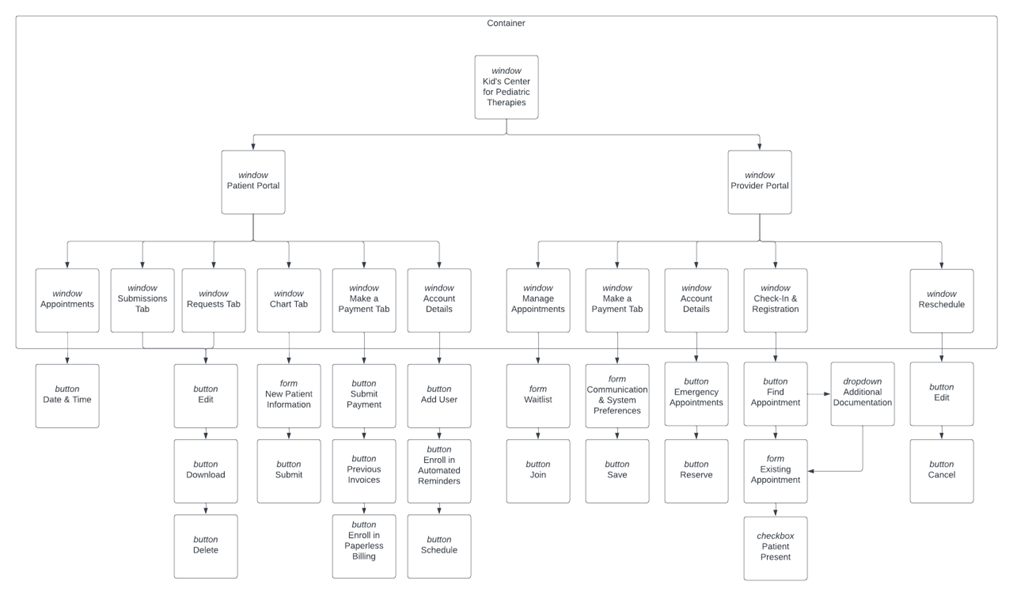 Container
window
Kid's Center
for Pediatric
Therapies
window
Patient Portal
window
Provider Portal
window
Appointments
window
Submissions
Tab
window
Requests Tab
window
Chart Tab
window
Make a
Payment Tab
window
Account
Details
window
Manage
Appointments
window
Make a
Payment Tab
window
Account
Details
window
Check-In &
Registration
window
Reschedule
button
Date & Time
button
Edit
form
New Patient
Information
button
Submit
Payment
button
Add User
form
Waitlist
form
Communication
& System
Preferences
button
Emergency
Appointments
button
Find
Appointment
dropdown
Additional
Documentation
button
Edit
button
Download
button
Submit
button
Previous
Invoices
button
Enroll in
Automated
Reminders
button
Join
button
Save
button
Reserve
form
Existing
Appointment
button
Cancel
button
Delete
button
Enroll in
Paperless
Billing
button
Schedule
checkbox
Patient
Present